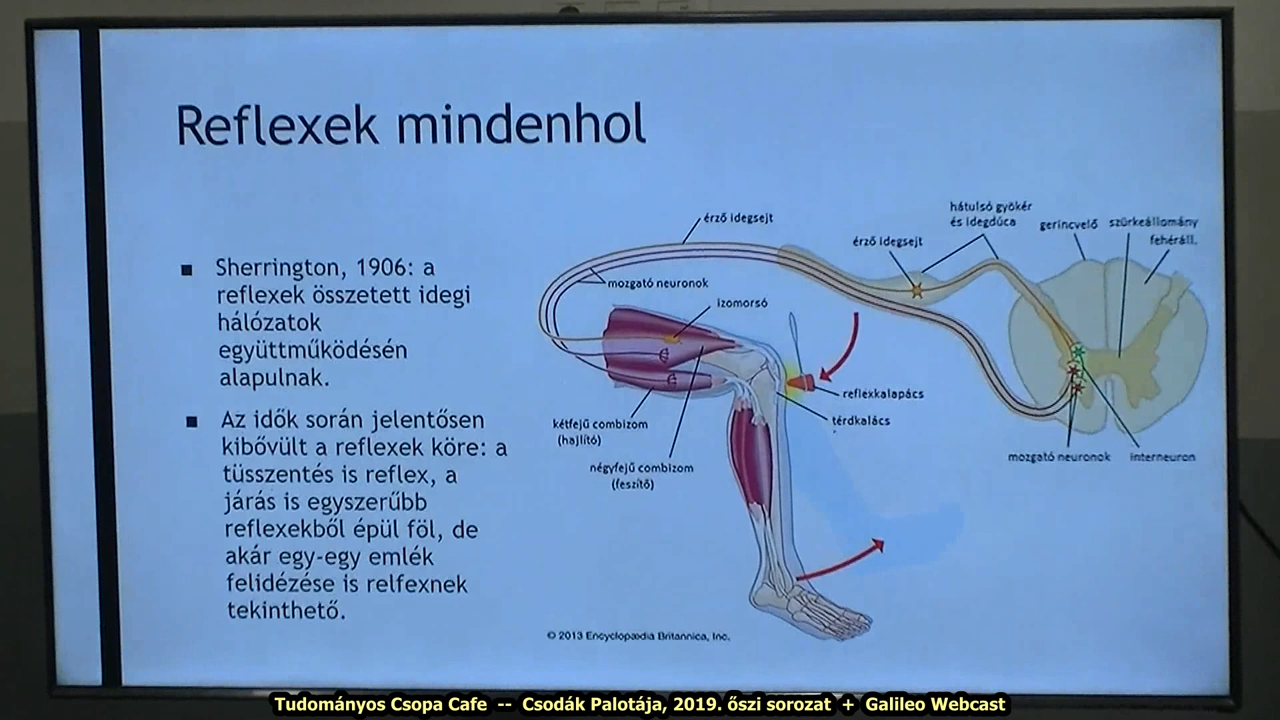 Reflexek mindenhol
Sherrington, 1906: a
reflexek összetett idegi
hálózatok
együttműködésén
alapulnak.
Az idők során jelentősen
kibővült a reflexek köre: a
tüsszentés is reflex, a
járás is egyszerűbb
reflexekből épül föl, de
akár egy-egy emlék
felidézése is relfexnek
tekinthető.
érző idegsejt
mozgató neuronok
izomorsó
érző idegsejt
hátulsó gyökér
és idegdúca
gerincvelő
szürkeállomány
fehéráll.
reflexkalapács
térdkalács
kétfejű combizom
(hajlító)
négyfejű combizom
(feszítő)
mozgató neuronok
interneuron
© 2013 Encyclopædia Britannica, Inc.
Tudományos Csopa Cafe -- Csodák Palotája, 2019. őszi sorozat + Galileo Webcast